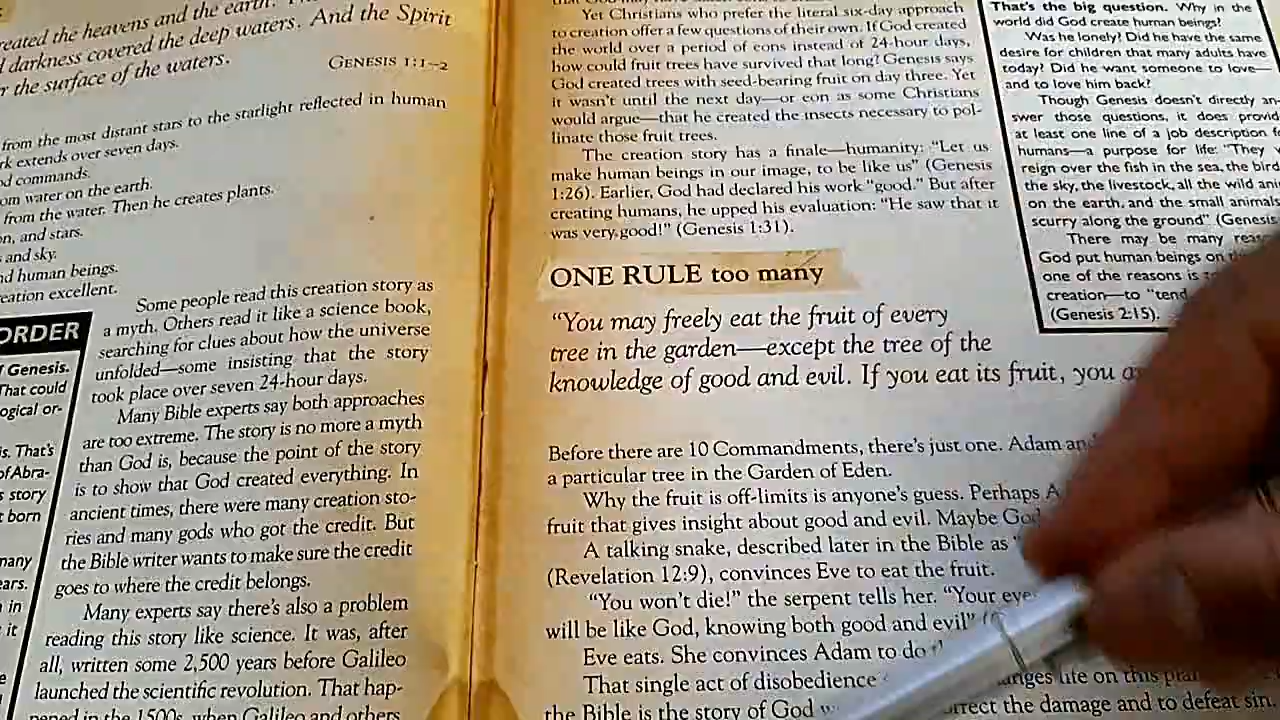 reated the heavens and the earth.
darkness covered the deep waters. And the Spirit
r the surface of the waters.
GENESIS 1:1–2
from the most distant stars to the starlight reflected in human
rk extends over seven days.
d commands.
om water on the earth.
from the water. Then he creates plants.
n, and stars.
and sky.
nd human beings.
eation excellent.
ORDER
Genesis.
That could
ogical or-
is. That's
of Abra-
s story
t born
many
ears.
in
it
Some people read this creation story as
a myth. Others read it like a science book,
searching for clues about how the universe
unfolded—some insisting that the story
took place over seven 24-hour days.
Many Bible experts say both approaches
are too extreme. The story is no more a myth
than God is, because the point of the story
is to show that God created everything. In
ancient times, there were many creation sto-
ries and many gods who got the credit. But
the Bible writer wants to make sure the credit
goes to where the credit belongs.
Many experts say there's also a problem
reading this story like science. It was, after
all, written some 2,500 years before Galileo
launched the scientific revolution. That hap-
pened in the 1500s, when Galileo and others
Yet Christians who prefer the literal six-day approach
to creation offer a few questions of their own. If God created
the world over a period of eons instead of 24-hour days,
how could fruit trees have survived that long? Genesis says
God created trees with seed-bearing fruit on day three. Yet
it wasn't until the next day—or eon as some Christians
would argue—that he created the insects necessary to pol-
linate those fruit trees.
The creation story has a finale—humanity: "Let us
make human beings in our image, to be like us" (Genesis
1:26). Earlier, God had declared his work "good." But after
creating humans, he upped his evaluation: "He saw that it
was very good!" (Genesis 1:31).
ONE RULE too many
"You may freely eat the fruit of every
tree in the garden—except the tree of the
knowledge of good and evil. If you eat its fruit, you
Before there are 10 Commandments, there's just one. Adam and
a particular tree in the Garden of Eden.
Why the fruit is off-limits is anyone's guess. Perhaps A
fruit that gives insight about good and evil. Maybe God
A talking snake, described later in the Bible as "
(Revelation 12:9), convinces Eve to eat the fruit.
"You won't die!" the serpent tells her. "Your eye
will be like God, knowing both good and evil" (
Eve eats. She convinces Adam to do
That single act of disobedience life on this
the Bible is the story of God the damage and to defeat sin.
That's the big question. Why in the
world did God create human beings?
Was he lonely? Did he have the same
desire for children that many adults have
today? Did he want someone to love—
and to love him back?
Though Genesis doesn't directly an-
swer those questions, it does provid
at least one line of a job description f
humans—a purpose for life: "They
reign over the fish in the sea, the bird
the sky, the livestock, all the wild ani
on the earth, and the small animals
scurry along the ground" (Genesis
There may be many reas
God put human beings on
one of the reasons is
creation—to "tend
(Genesis 2:15).